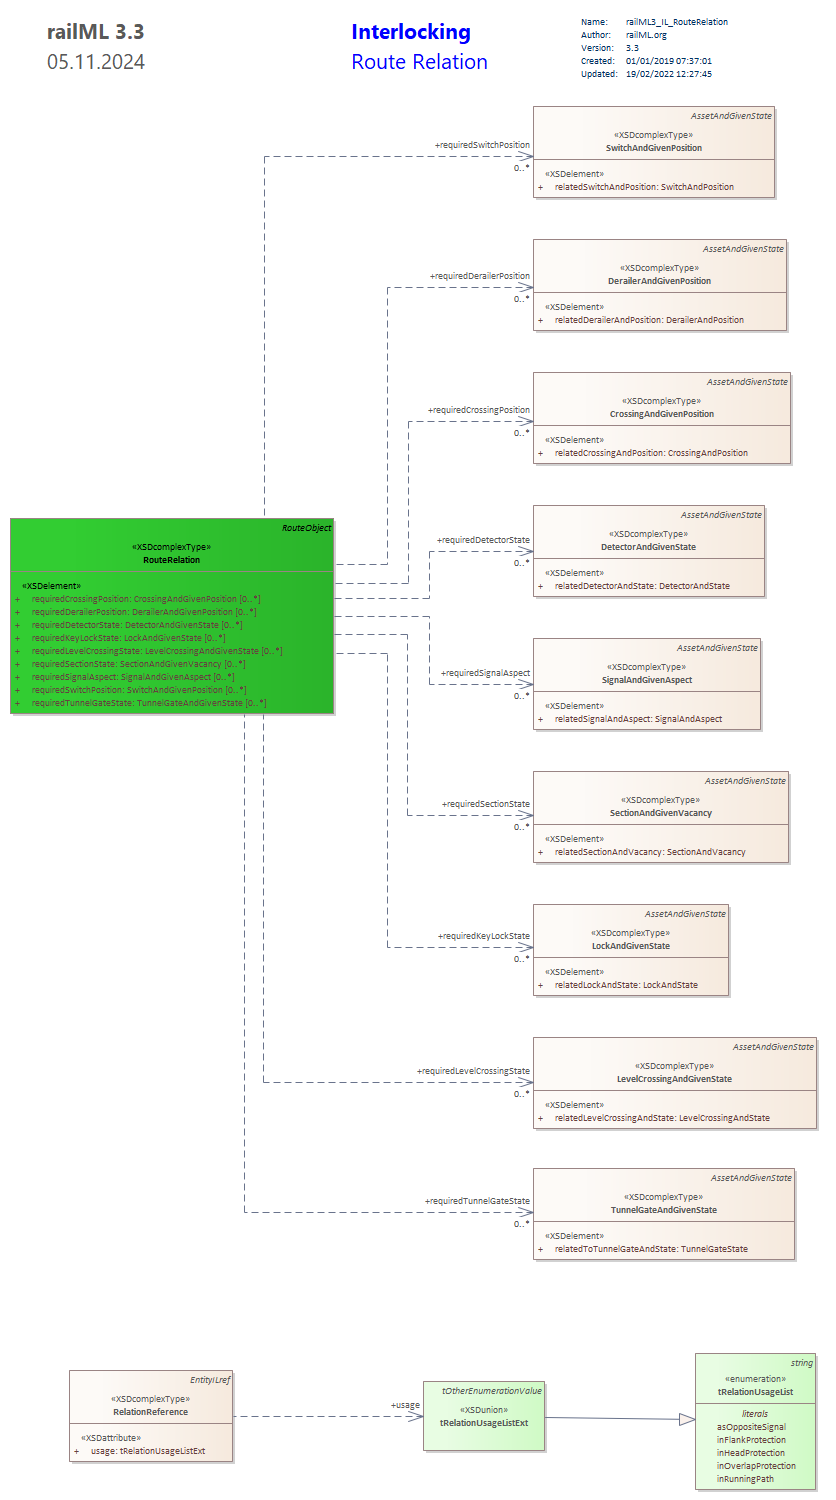 railML 3.3
05.11.2024
Interlocking
Route Relation
Name: railML3_IL_RouteRelation
Author: railML.org
Version: 3.3
Created: 01/01/2019 07:37:01
Updated: 19/02/2022 12:27:45
AssetAndGivenState
«XSDcomplexType»
SwitchAndGivenPosition
«XSDelement»
+ relatedSwitchAndPosition: SwitchAndPosition
+requiredSwitchPosition
0..*
AssetAndGivenState
«XSDcomplexType»
DerailerAndGivenPosition
«XSDelement»
+ relatedDerailerAndPosition: DerailerAndPosition
+requiredDerailerPosition
0..*
AssetAndGivenState
«XSDcomplexType»
CrossingAndGivenPosition
«XSDelement»
+ relatedCrossingAndPosition: CrossingAndPosition
+requiredCrossingPosition
0..*
RouteObject
«XSDcomplexType»
RouteRelation
«XSDelement»
+ requiredCrossingPosition: CrossingAndGivenPosition [0..*]
+ requiredDerailerPosition: DerailerAndGivenPosition [0..*]
+ requiredDetectorState: DetectorAndGivenState [0..*]
+ requiredKeyLockState: LockAndGivenState [0..*]
+ requiredLevelCrossingState: LevelCrossingAndGivenState [0..*]
+ requiredSectionState: SectionAndGivenVacancy [0..*]
+ requiredSignalAspect: SignalAndGivenAspect [0..*]
+ requiredSwitchPosition: SwitchAndGivenPosition [0..*]
+ requiredTunnelGateState: TunnelGateAndGivenState [0..*]
AssetAndGivenState
«XSDcomplexType»
DetectorAndGivenState
«XSDelement»
+ relatedDetectorAndState: DetectorAndState
+requiredDetectorState
0..*
AssetAndGivenState
«XSDcomplexType»
SignalAndGivenAspect
«XSDelement»
+ relatedSignalAndAspect: SignalAndAspect
+requiredSignalAspect
0..*
AssetAndGivenState
«XSDcomplexType»
SectionAndGivenVacancy
«XSDelement»
+ relatedSectionAndVacancy: SectionAndVacancy
+requiredSectionState
0..*
AssetAndGivenState
«XSDcomplexType»
LockAndGivenState
«XSDelement»
+ relatedLockAndState: LockAndState
+requiredKeyLockState
0..*
AssetAndGivenState
«XSDcomplexType»
LevelCrossingAndGivenState
«XSDelement»
+ relatedLevelCrossingAndState: LevelCrossingAndState
+requiredLevelCrossingState
0..*
AssetAndGivenState
«XSDcomplexType»
TunnelGateAndGivenState
«XSDelement»
+ relatedToTunnelGateAndState: TunnelGateState
+requiredTunnelGateState
0..*
EntityILref
«XSDcomplexType»
RelationReference
«XSDattribute»
+ usage: tRelationUsageListExt
+usage
tOtherEnumerationValue
«XSDunion»
tRelationUsageListExt
string
«enumeration»
tRelationUsageList
literals
asOppositeSignal
inFlankProtection
inHeadProtection
inOverlapProtection
inRunningPath